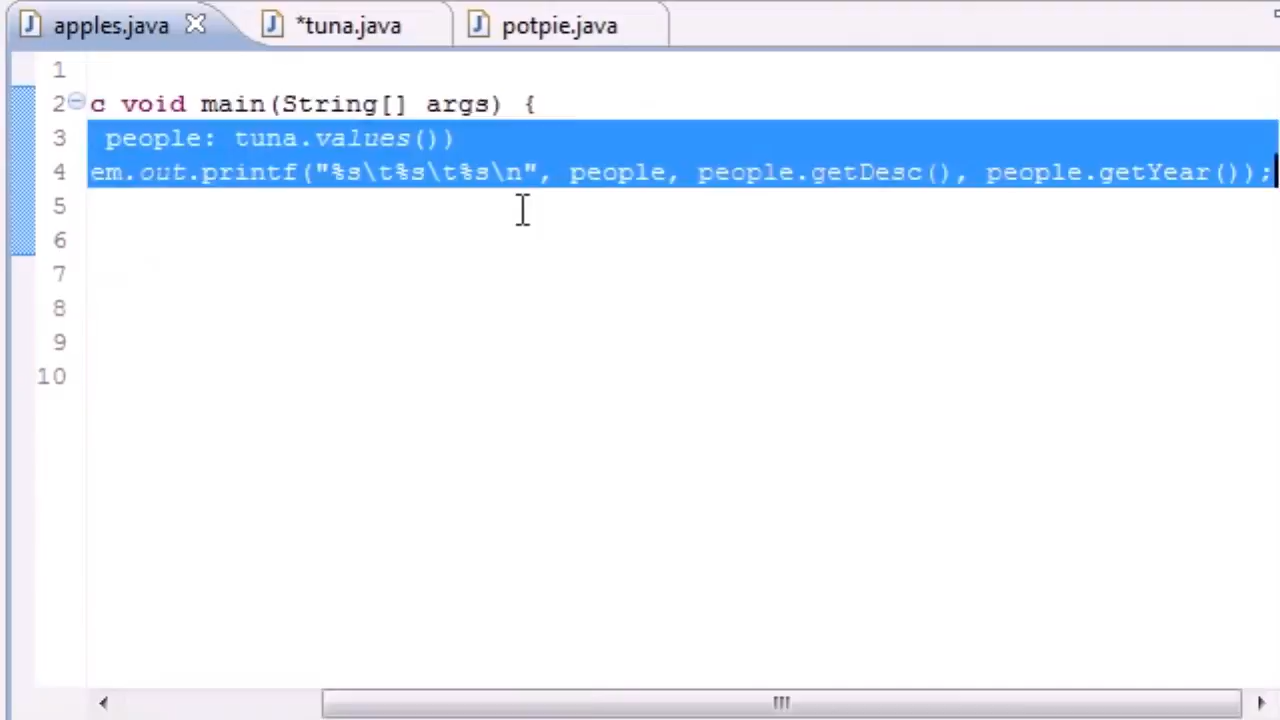 apples.java *tuna.java potpie.java
1
2 c void main(String[] args) {
3 people: tuna.values())
4 em.out.printf("%s\t%s\t%s\n", people, people.getDesc(), people.getYear());
5
6
7
8
9
10